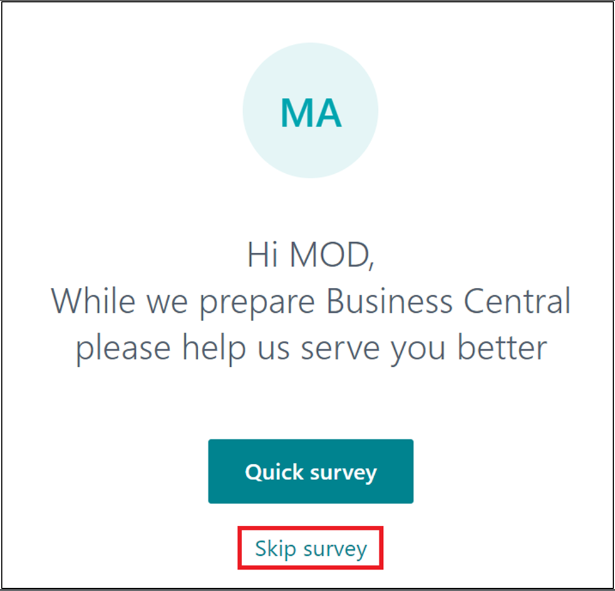 MA
Hi MOD,
While we prepare Business Central
please help us serve you better
Quick survey
Skip survey